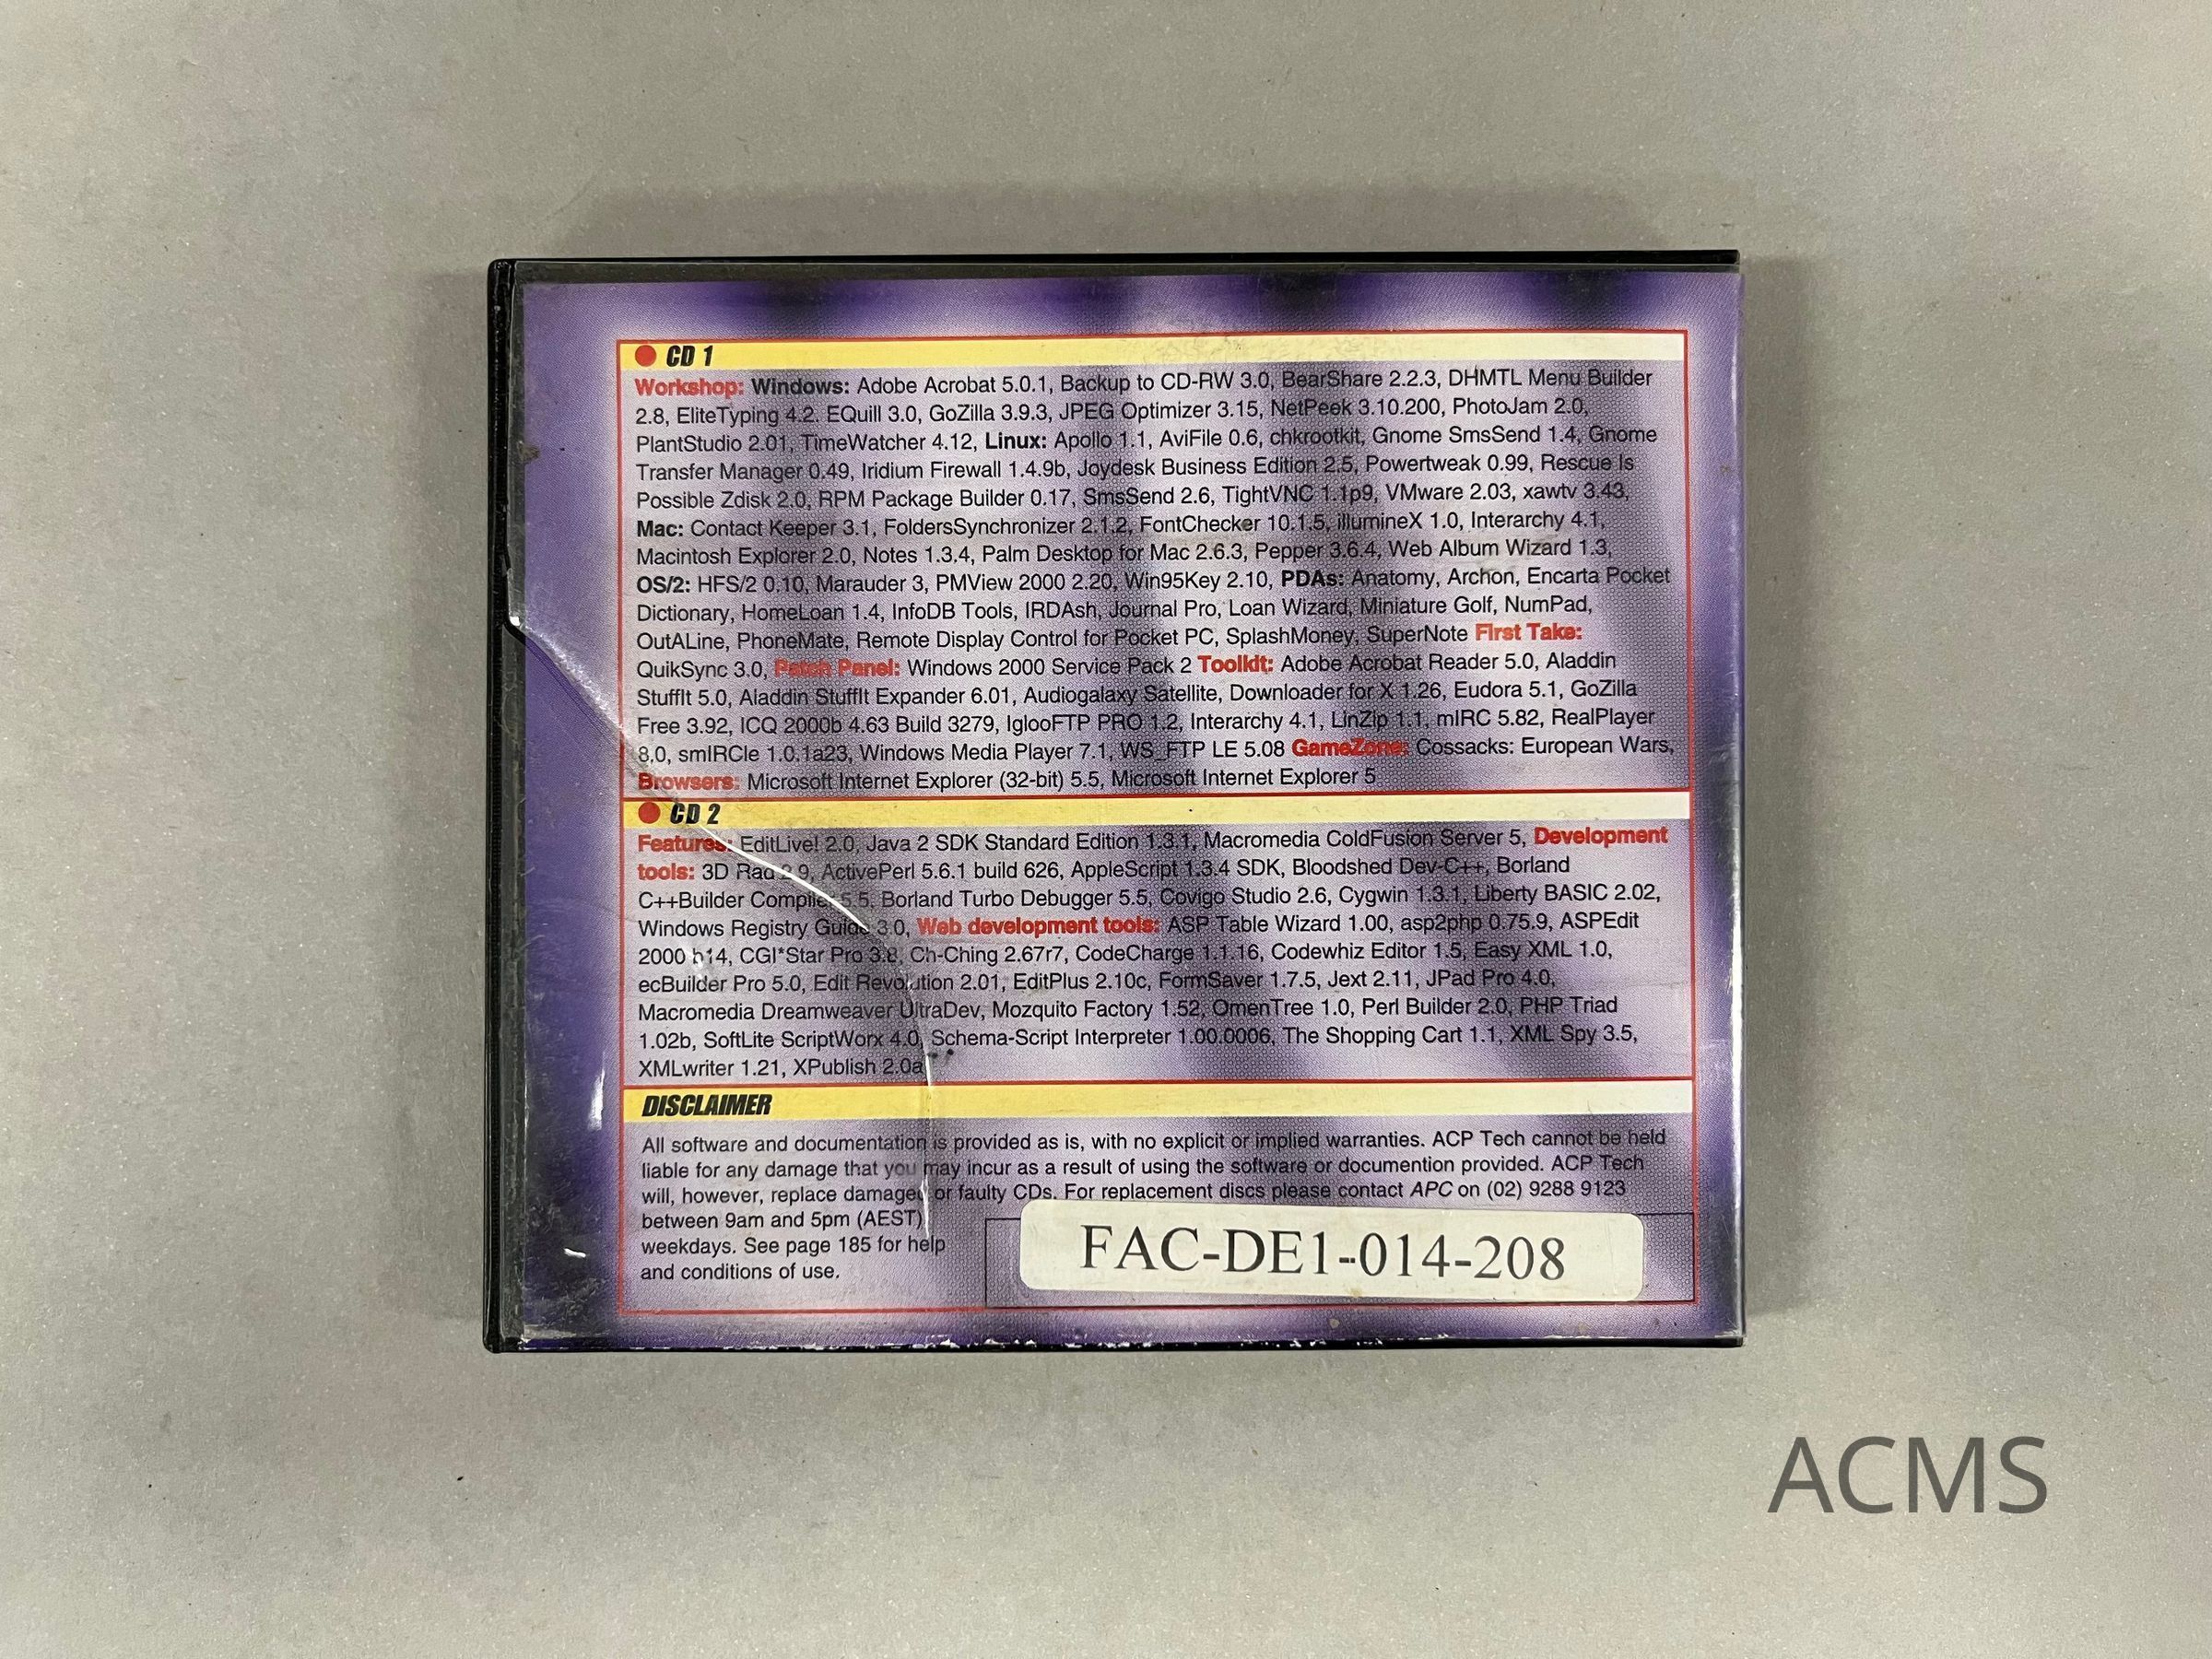 CD 1
Workshop: Windows: Adobe Acrobat 5.0.1, Backup to CD-RW 3.0, BearShare 2.2.3, DHMTL Menu Builder
2.8, EliteTyping 4.2. EQuill 3.0, GoZilla 3.9.3, JPEG Optimizer 3.15, NetPeek 3.10.200, PhotoJam 2.0,
PlantStudio 2.01, TimeWatcher 4.12, Linux: Apollo 1.1, AviFile 0.6, chkrootkit, Gnome SmsSend 1.4, Gnome
Transfer Manager 0.49, Iridium Firewall 1.4.9b, Joydesk Business Edition 2.5, Powertweak 0.99, Rescue Is
Possible Zdisk 2.0, RPM Package Builder 0.17, SmsSend 2.6, TightVNC 1.1p9, VMware 2.03, xawtv 3.43,
Mac: Contact Keeper 3.1, FoldersSynchronizer 2.1.2, FontChecker 10.1.5, illumineX 1.0, Interarchy 4.1,
Macintosh Explorer 2.0, Notes 1.3.4, Palm Desktop for Mac 2.6.3, Pepper 3.6.4, Web Album Wizard 1.3,
OS/2: HFS/2 0.10, Marauder 3, PMView 2000 2.20, Win95Key 2.10, PDAs: Anatomy, Archon, Encarta Pocket
Dictionary, HomeLoan 1.4, InfoDB Tools, IRDAsh, Journal Pro, Loan Wizard, Miniature Golf, NumPad,
OutALine, PhoneMate, Remote Display Control for Pocket PC, SplashMoney, SuperNote First Take:
QuikSync 3.0, Patch Panel: Windows 2000 Service Pack 2 Toolkit: Adobe Acrobat Reader 5.0, Aladdin
StuffIt 5.0, Aladdin StuffIt Expander 6.01, Audiogalaxy Satellite, Downloader for X 1.26, Eudora 5.1, GoZilla
Free 3.92, ICQ 2000b 4.63 Build 3279, IglooFTP PRO 1.2, Interarchy 4.1, LinZip 1.1, mIRC 5.82, RealPlayer
8.0, smIRCle 1.0.1a23, Windows Media Player 7.1, WS_FTP LE 5.08 GameZone: Cossacks: European Wars,
Browsers: Microsoft Internet Explorer (32-bit) 5.5, Microsoft Internet Explorer 5
CD 2
Features: EditLive! 2.0, Java 2 SDK Standard Edition 1.3.1, Macromedia ColdFusion Server 5, Development
tools: 3D Rad 2.9, ActivePerl 5.6.1 build 626, AppleScript 1.3.4 SDK, Bloodshed Dev-C++, Borland
C++Builder Compiler 5.5, Borland Turbo Debugger 5.5, Covigo Studio 2.6, Cygwin 1.3.1, Liberty BASIC 2.02,
Windows Registry Guide 3.0, Web development tools: ASP Table Wizard 1.00, asp2php 0.75.9, ASPEdit
2000 b14, CGI*Star Pro 3.8, Ch-Ching 2.67r7, CodeCharge 1.1.16, Codewhiz Editor 1.5, Easy XML 1.0,
ecBuilder Pro 5.0, Edit Revolution 2.01, EditPlus 2.10c, FormSaver 1.7.5, Jext 2.11, JPad Pro 4.0,
Macromedia Dreamweaver UltraDev, Mozquito Factory 1.52, OmenTree 1.0, Perl Builder 2.0, PHP Triad
1.02b, SoftLite ScriptWorx 4.0, Schema-Script Interpreter 1.00.0006, The Shopping Cart 1.1, XML Spy 3.5,
XMLwriter 1.21, XPublish 2.0a
DISCLAIMER
All software and documentation is provided as is, with no explicit or implied warranties. ACP Tech cannot be held
liable for any damage that you may incur as a result of using the software or documention provided. ACP Tech
will, however, replace damaged or faulty CDs. For replacement discs please contact APC on (02) 9288 9123
between 9am and 5pm (AEST)
weekdays. See page 185 for help
and conditions of use.
FAC-DE1-014-208
ACMS